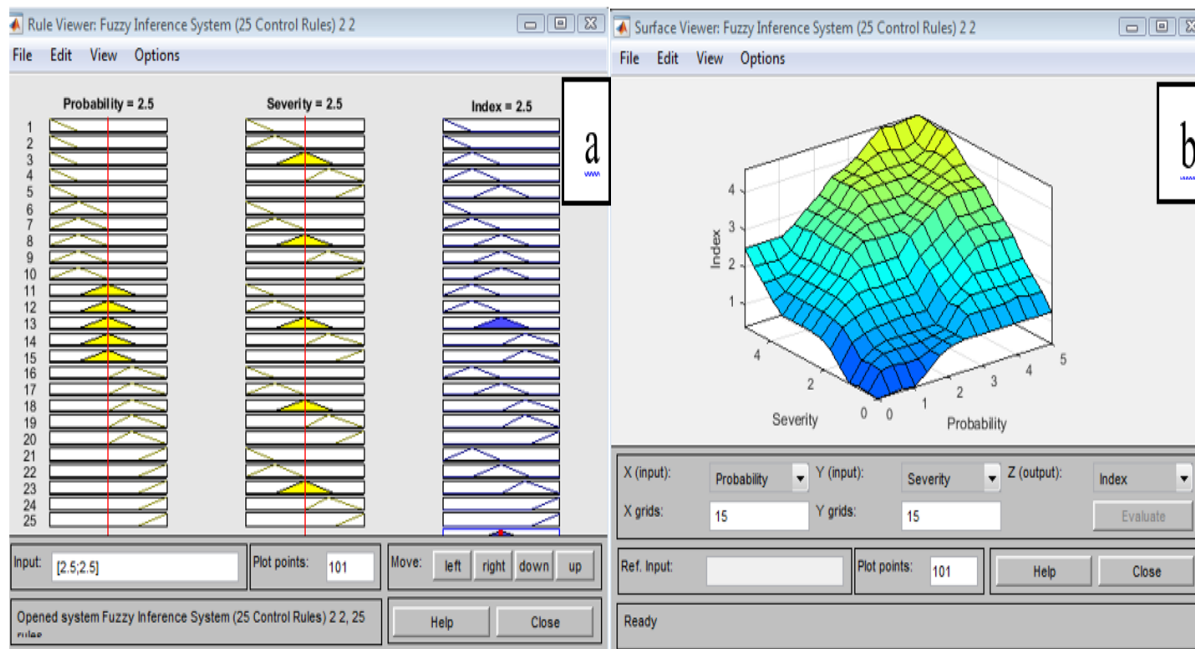 Rule Viewer: Fuzzy Inference System (25 Control Rules) 2 2
File Edit View Options
Probability = 2.5 Severity = 2.5 Index = 2.5
1
2
3
4
5
6
7
8
9
10
11
12
13
14
15
16
17
18
19
20
21
22
23
24
25
a
Input: [2.5;2.5] Plot points: 101 Move: left right down up
Opened system Fuzzy Inference System (25 Control Rules) 2 2, 25
rules
Help Close
Surface Viewer: Fuzzy Inference System (25 Control Rules) 2 2
File Edit View Options
b
4
3
2
1
Index
4
2
0
Severity
0
1
2
3
4
5
Probability
X (input): Probability Y (input): Severity Z (output): Index
X grids: 15 Y grids: 15 Evaluate
Ref. Input: Plot points: 101 Help Close
Ready